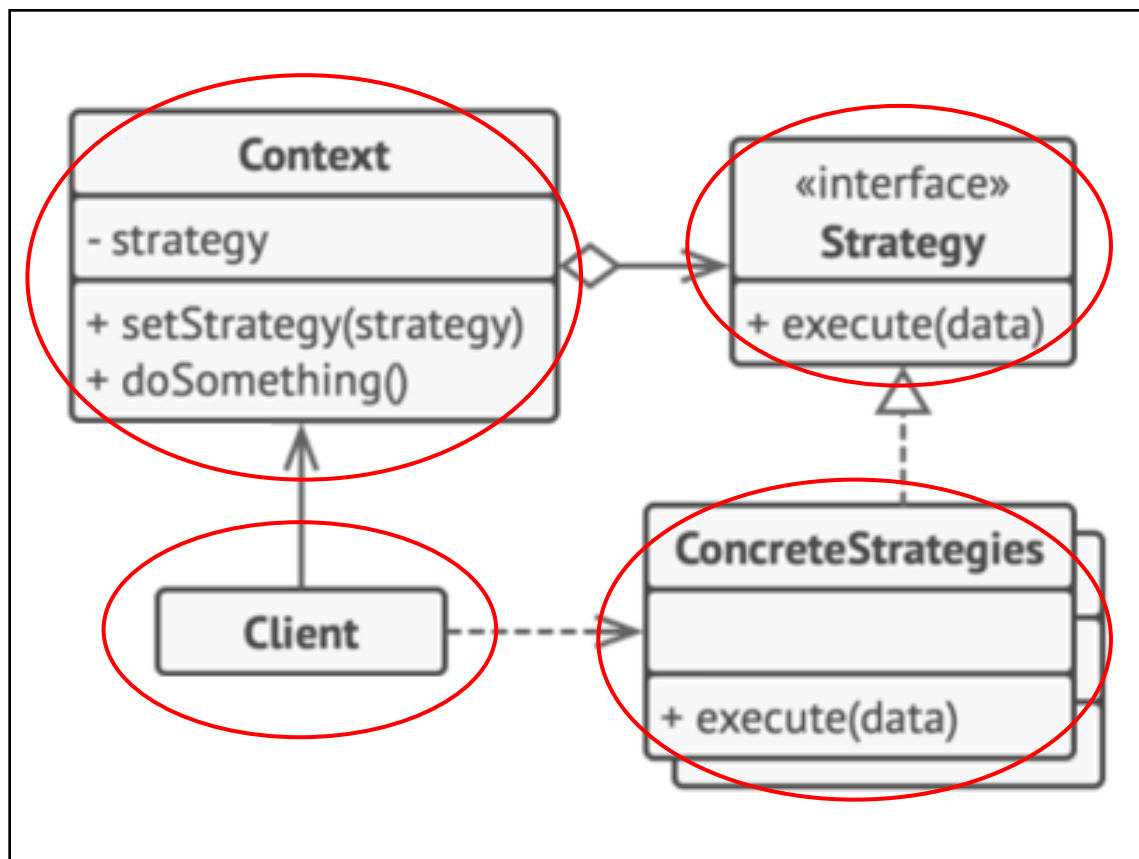 Context
- strategy
+ setStrategy(strategy)
+ doSomething()
«interface»
Strategy
+ execute(data)
Client
ConcreteStrategies
+ execute(data)